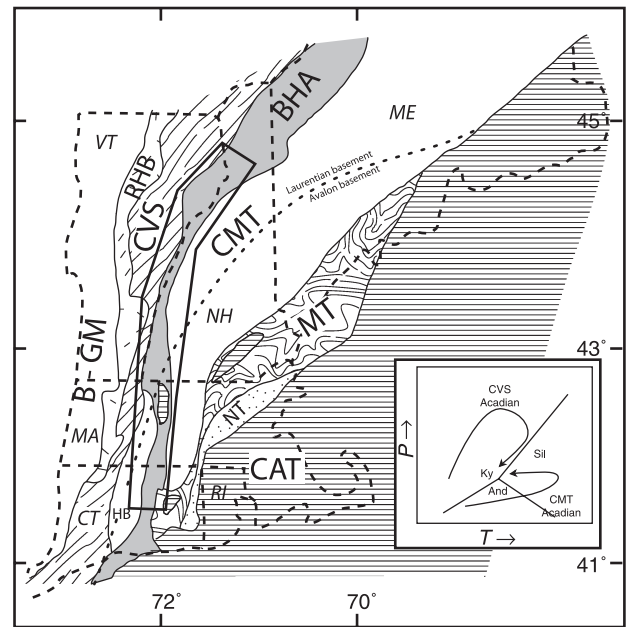 BHA
ME
45°
VT
RHB
Laurentian basement
Avalon basement
CVS
CMT
NH
MT
43°
B - GM
NT
MA
CAT
RI
CT
HB
41°
72°
70°
CVS
Acadian
P →
Sil
Ky
And
CMT
Acadian
T →